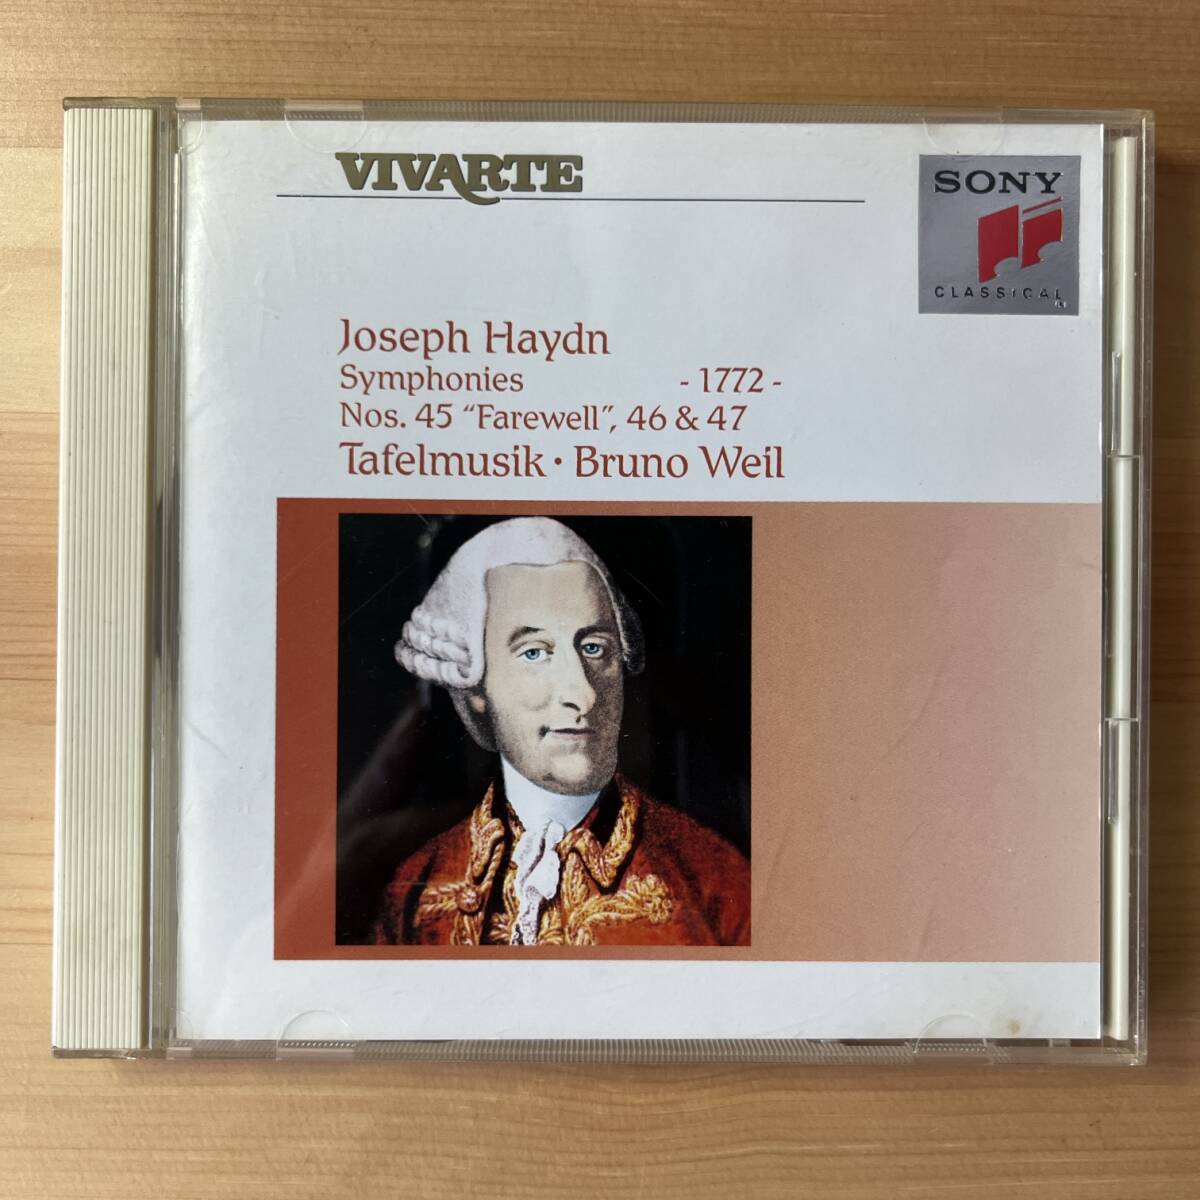 VIVARTE
SONY
CLASSICAL
Joseph Haydn
Symphonies - 1772 -
Nos. 45 “Farewell”, 46 & 47
Tafelmusik · Bruno Weil